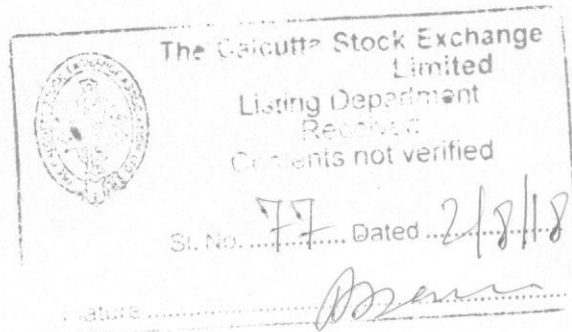 The Calcutta Stock Exchange
Limited
Listing Department
Received
Contents not verified
Sl. No. 77 Dated 2/8/18